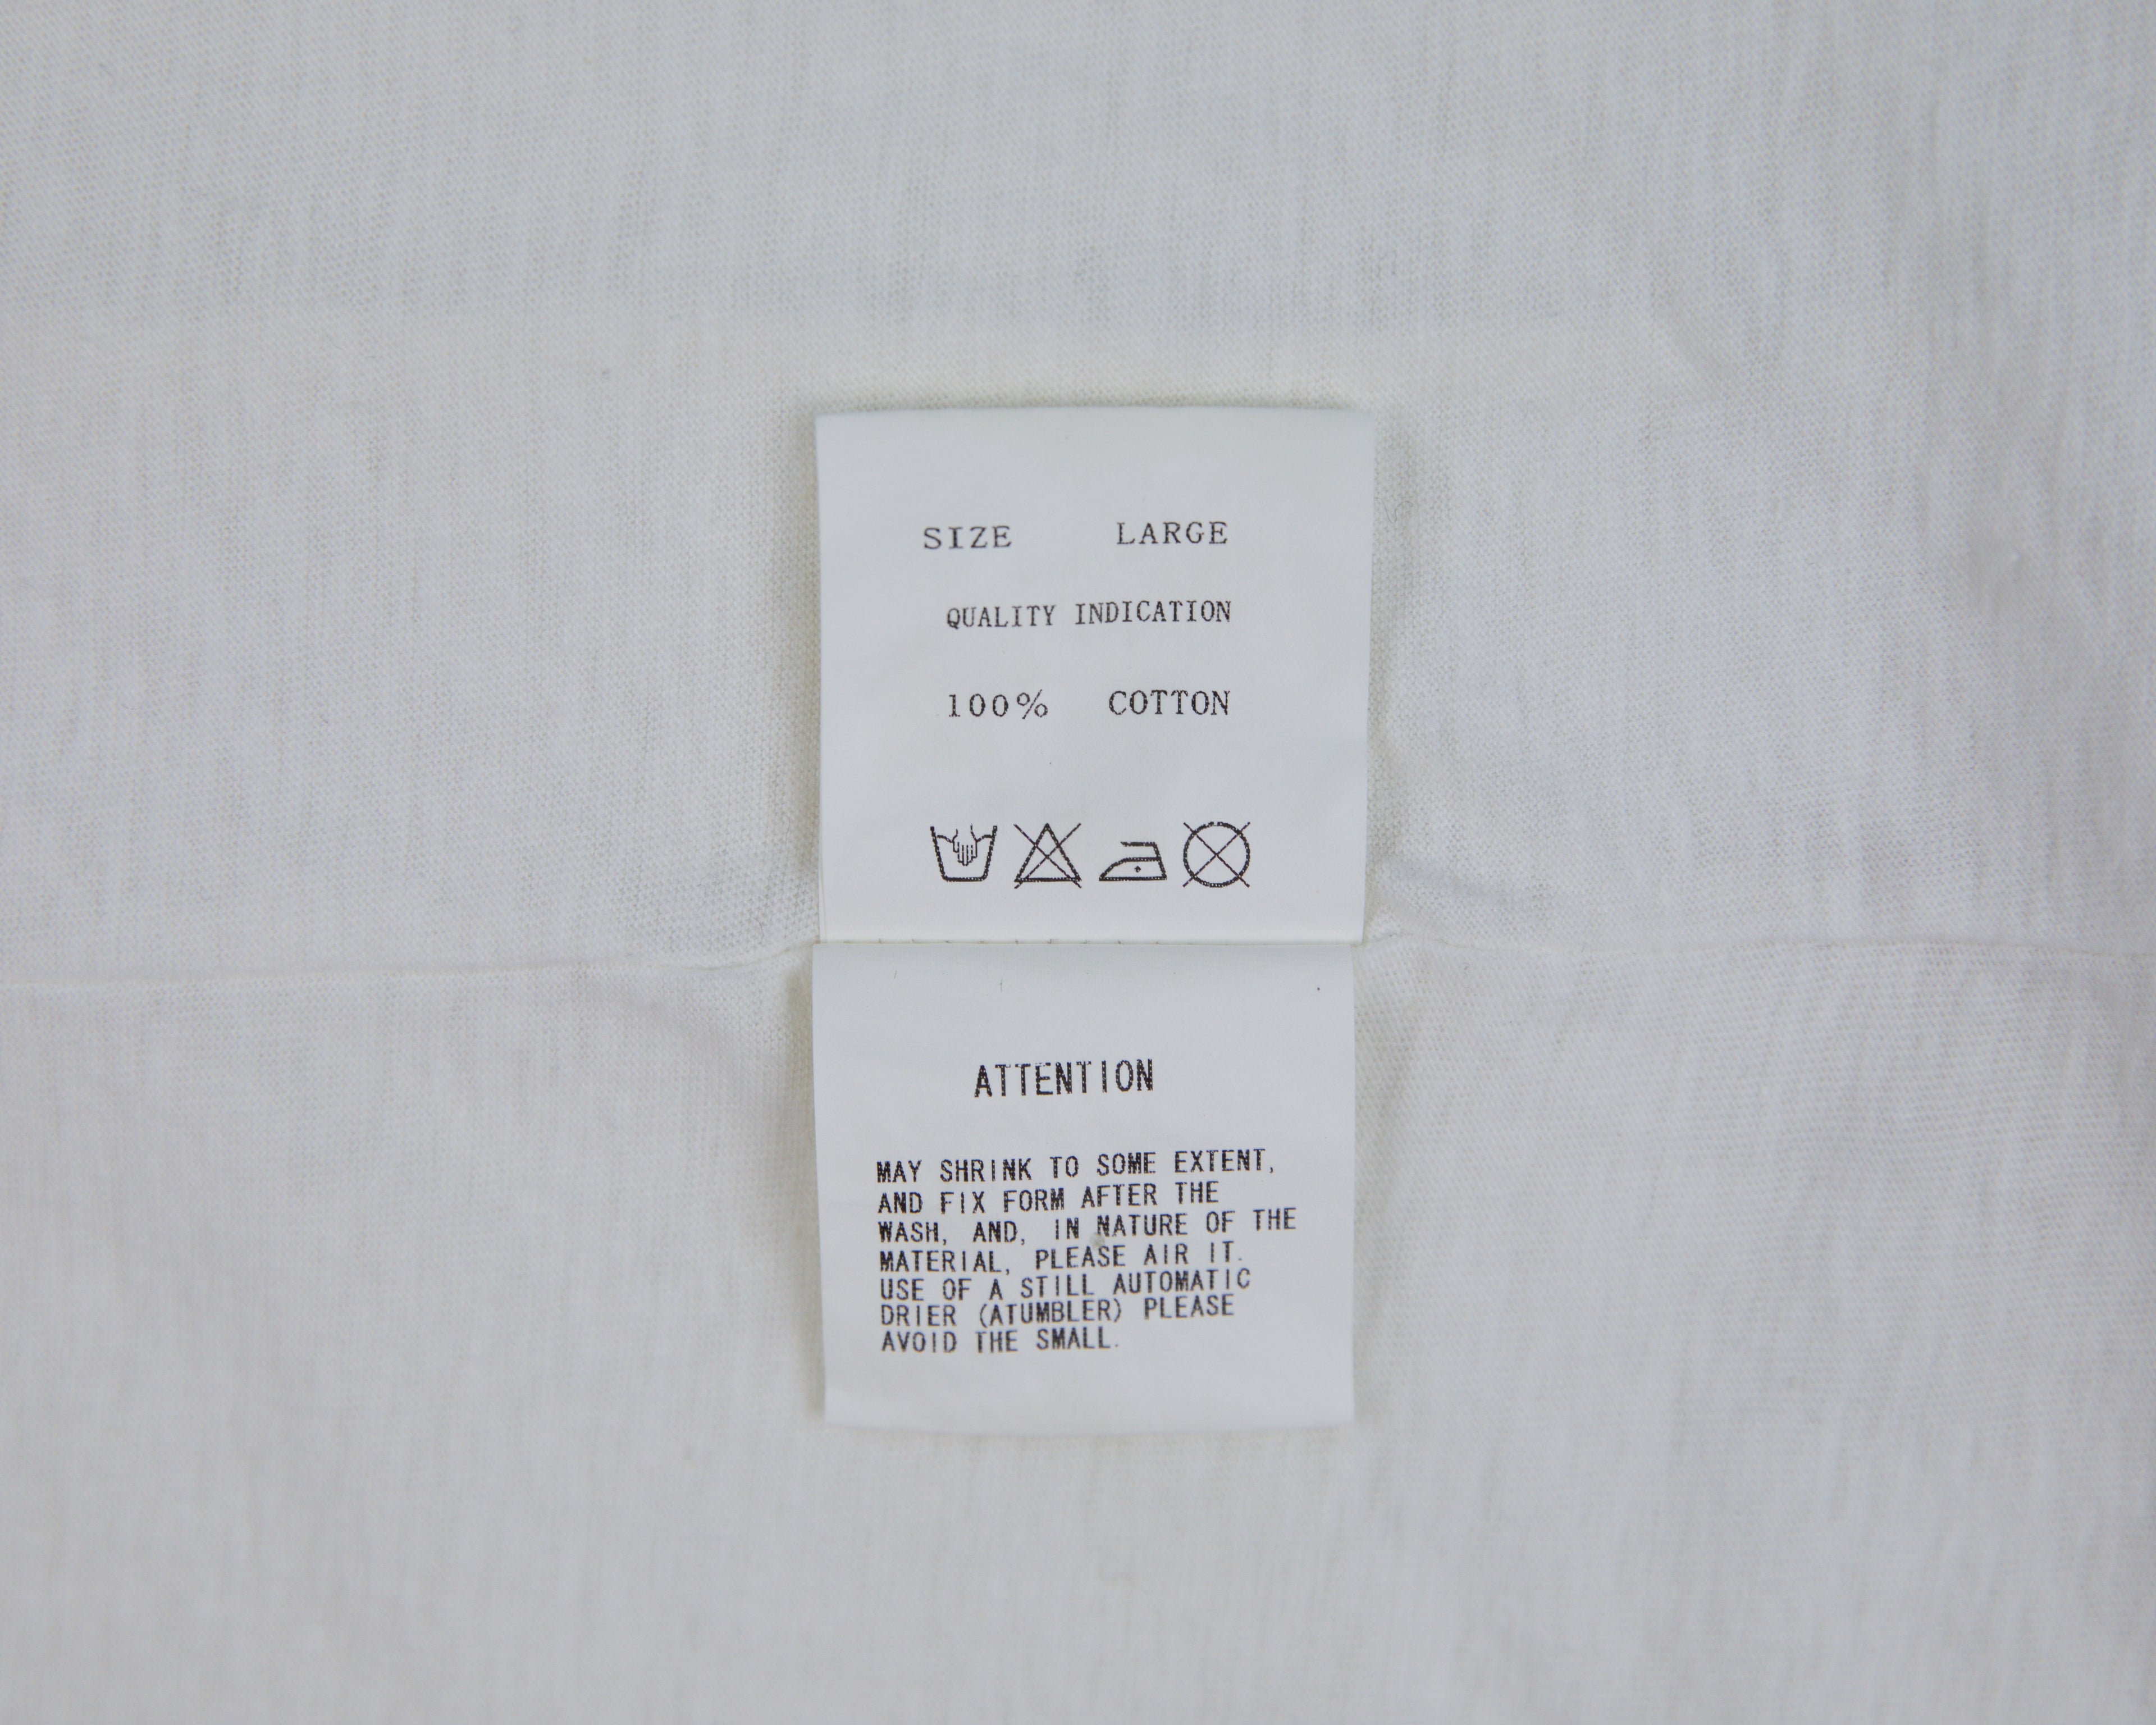 SIZE LARGE
QUALITY INDICATION
100% COTTON
ATTENTION
MAY SHRINK TO SOME EXTENT,
AND FIX FORM AFTER THE
WASH, AND, IN NATURE OF THE
MATERIAL, PLEASE AIR IT.
USE OF A STILL AUTOMATIC
DRIER (ATUMBLER) PLEASE
AVOID THE SMALL.